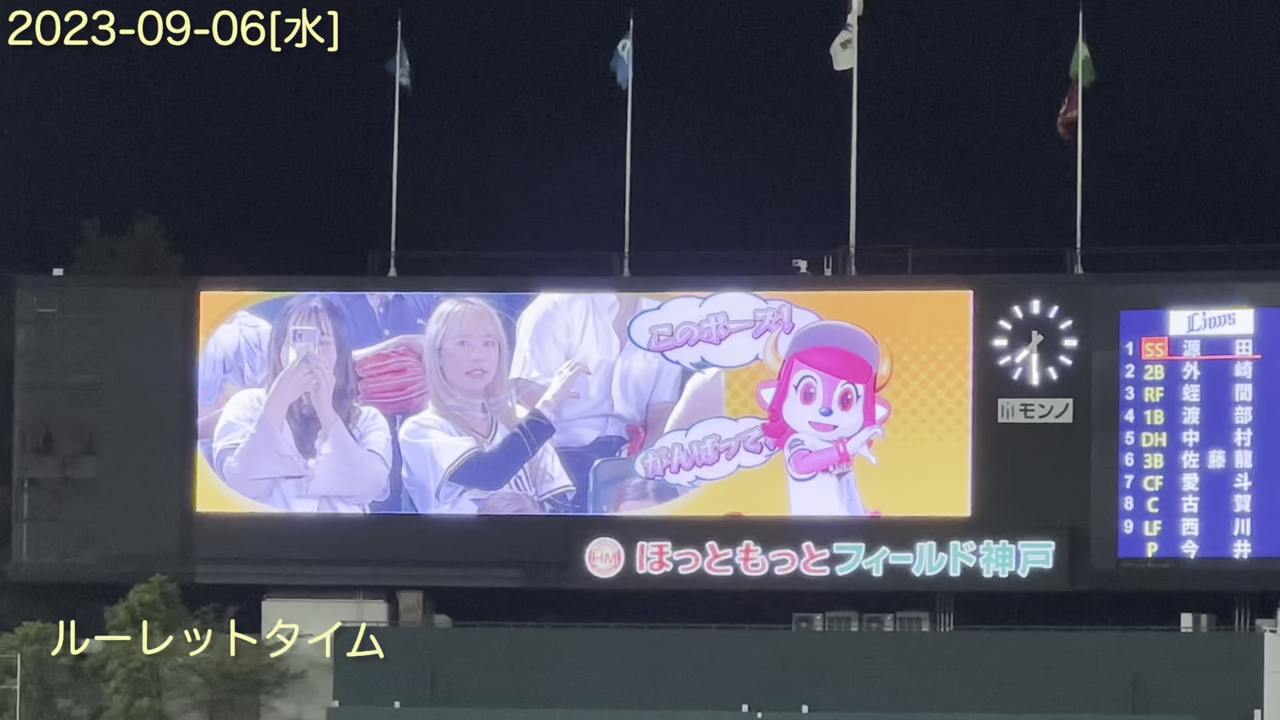 2023-09-06[水]
このポーズ!
がんばって
Lions
1 SS 源田
2 2B 外崎
3 RF 蛭間
4 1B 渡部
5 DH 中村
6 3B 佐藤龍
7 CF 愛斗
8 C 古賀
9 LF 西川
P 今井
モンノ
HM ほっともっとフィールド神戸
ルーレットタイム